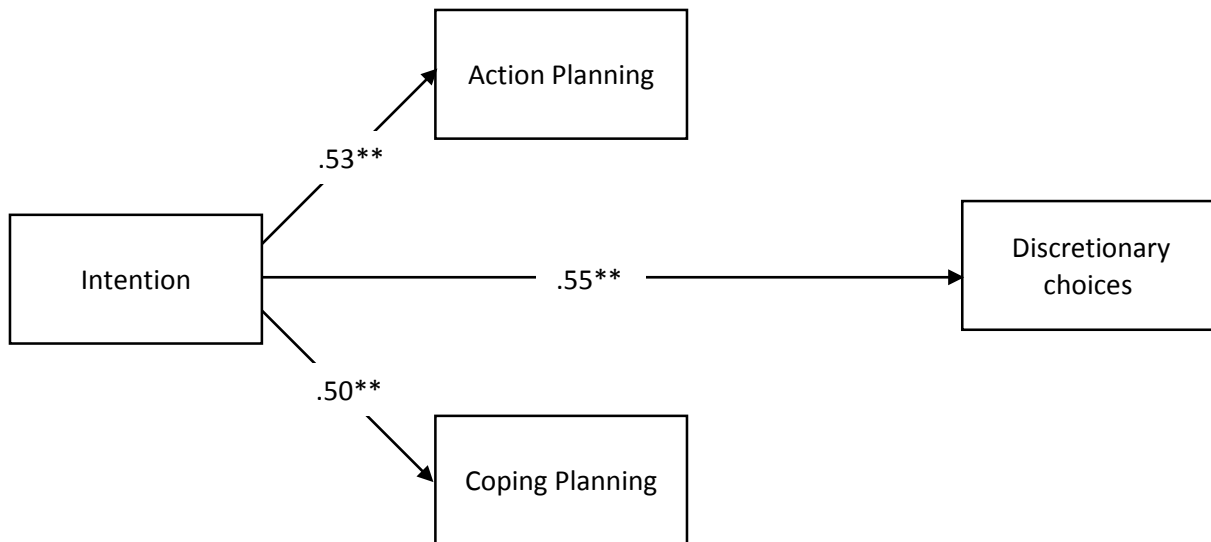 Action Planning
.53**
Intention
.55**
Discretionary
choices
.50**
Coping Planning